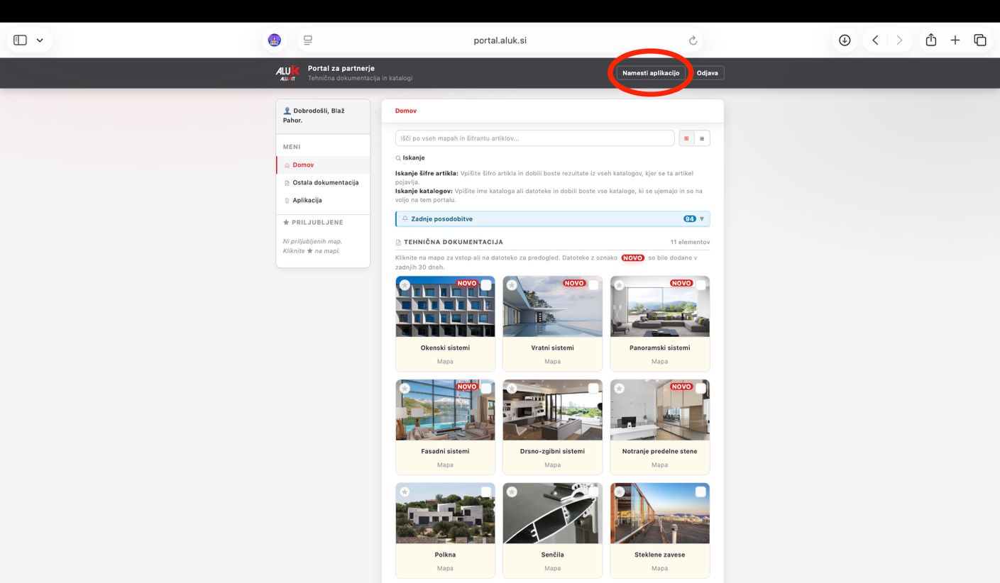 portal.aluk.si
ALUK
ALUKIT
Portal za partnerje
Tehnična dokumentacija in katalogi
Namesti aplikacijo
Odjava
Dobrodošli, Blaž
Pahor.
MENI
Domov
Ostala dokumentacija
Aplikacija
PRILJUBLJENE
Ni priljubljenih map.
Kliknite ★ na mapi.
Domov
Išči po vseh mapah in šifrantu artiklov...
Iskanje
Iskanje šifre artikla: Vpišite šifro artikla in dobili boste rezultate iz vseh katalogov, kjer se ta artikel
pojavlja.
Iskanje katalogov: Vpišite ime kataloga ali datoteke in dobili boste vse kataloge, ki se ujemajo in so na
voljo na tem portalu.
Zadnje posodobitve 94 ▼
TEHNIČNA DOKUMENTACIJA 11 elementov
Kliknite na mapo za vstop ali na datoteko za predogled. Datoteke z oznako NOVO so bile dodane v
zadnjih 30 dneh.
NOVO NOVO NOVO
Okenski sistemi Vratni sistemi Panoramski sistemi
Mapa Mapa Mapa
NOVO NOVO
Fasadni sistemi Drsno-zgibni sistemi Notranje predelne stene
Mapa Mapa Mapa
Polkna Senčila Steklene zavese
Mapa Mapa Mapa